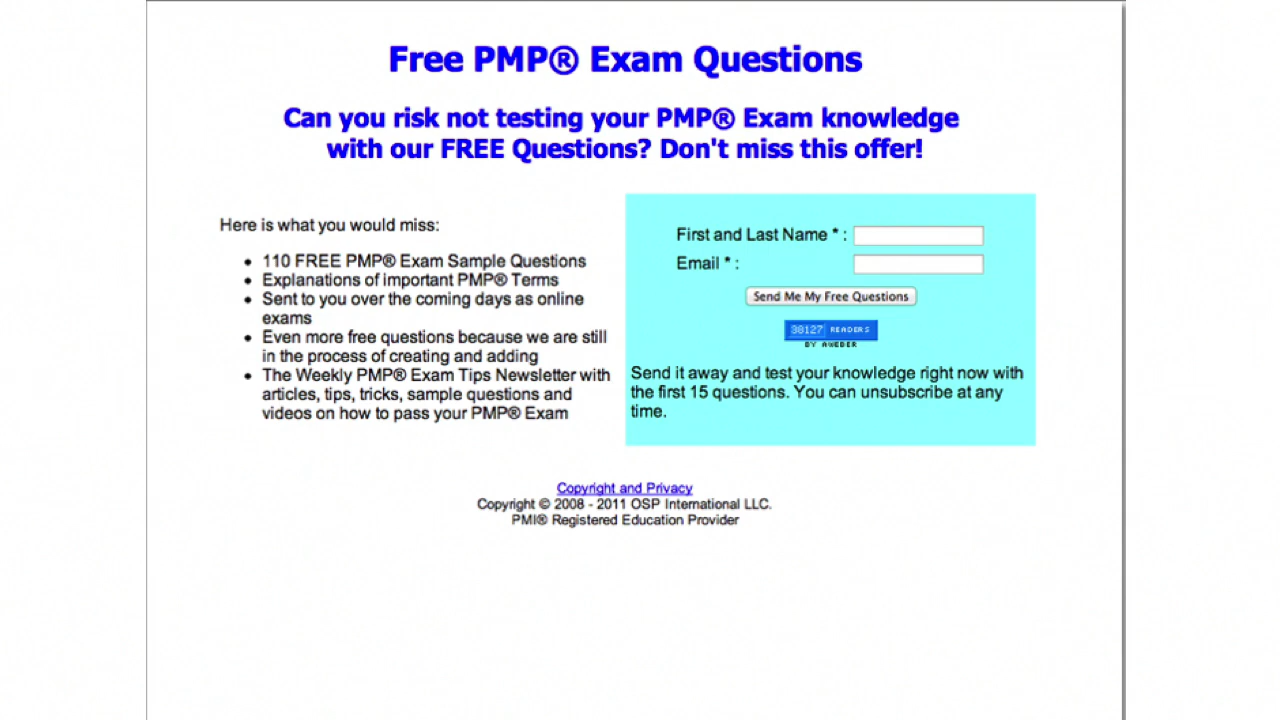 Free PMP® Exam Questions
Can you risk not testing your PMP® Exam knowledge
with our FREE Questions? Don't miss this offer!
Here is what you would miss:
• 110 FREE PMP® Exam Sample Questions
• Explanations of important PMP® Terms
• Sent to you over the coming days as online
exams
• Even more free questions because we are still
in the process of creating and adding
• The Weekly PMP® Exam Tips Newsletter with
articles, tips, tricks, sample questions and
videos on how to pass your PMP® Exam
First and Last Name * :
Email * :
Send Me My Free Questions
38127 READERS
BY AWEBER
Send it away and test your knowledge right now with
the first 15 questions. You can unsubscribe at any
time.
Copyright and Privacy
Copyright © 2008 - 2011 OSP International LLC.
PMI® Registered Education Provider